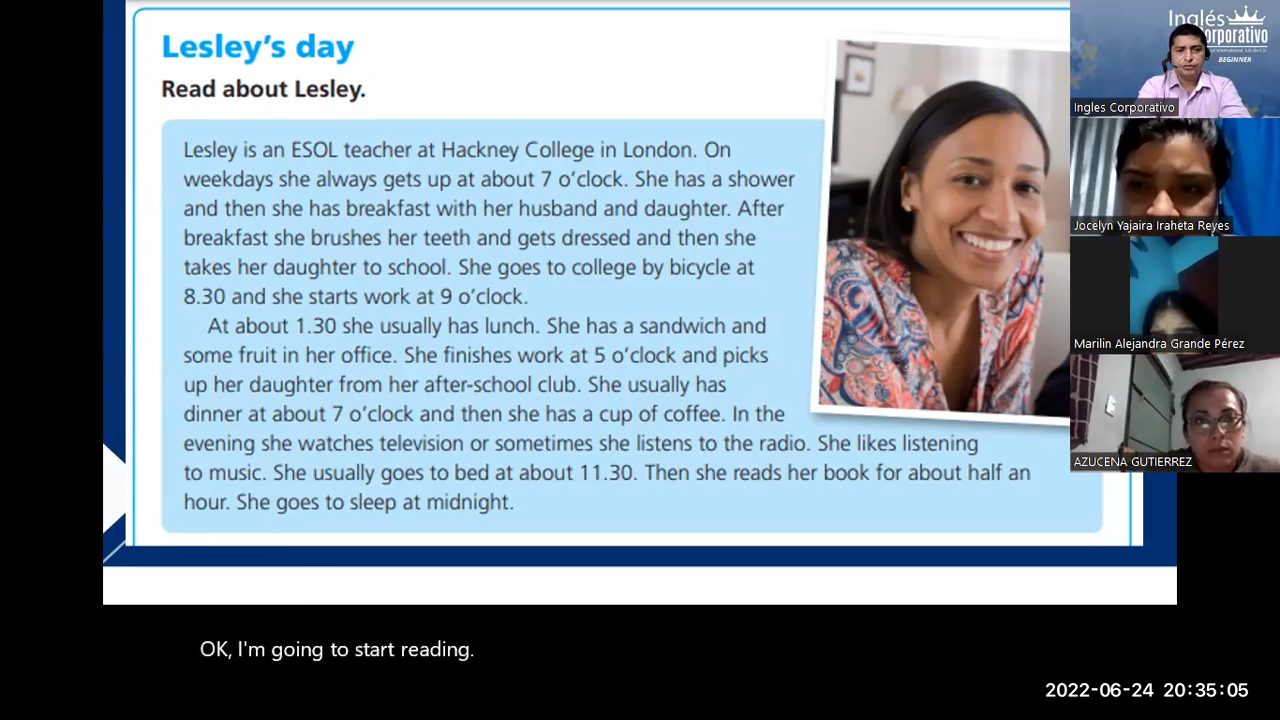 Lesley's day
Read about Lesley.
Lesley is an ESOL teacher at Hackney College in London. On
weekdays she always gets up at about 7 o'clock. She has a shower
and then she has breakfast with her husband and daughter. After
breakfast she brushes her teeth and gets dressed and then she
takes her daughter to school. She goes to college by bicycle at
8.30 and she starts work at 9 o'clock.
At about 1.30 she usually has lunch. She has a sandwich and
some fruit in her office. She finishes work at 5 o'clock and picks
up her daughter from her after-school club. She usually has
dinner at about 7 o'clock and then she has a cup of coffee. In the
evening she watches television or sometimes she listens to the radio. She likes listening
to music. She usually goes to bed at about 11.30. Then she reads her book for about half an
hour. She goes to sleep at midnight.
Inglés
orporativo
BEGINNER
Ingles Corporativo
Jocelyn Yajaira Iraheta Reyes
Marilin Alejandra Grande Pérez
AZUCENA GUTIERREZ
OK, I'm going to start reading.
2022-06-24 20:35:05